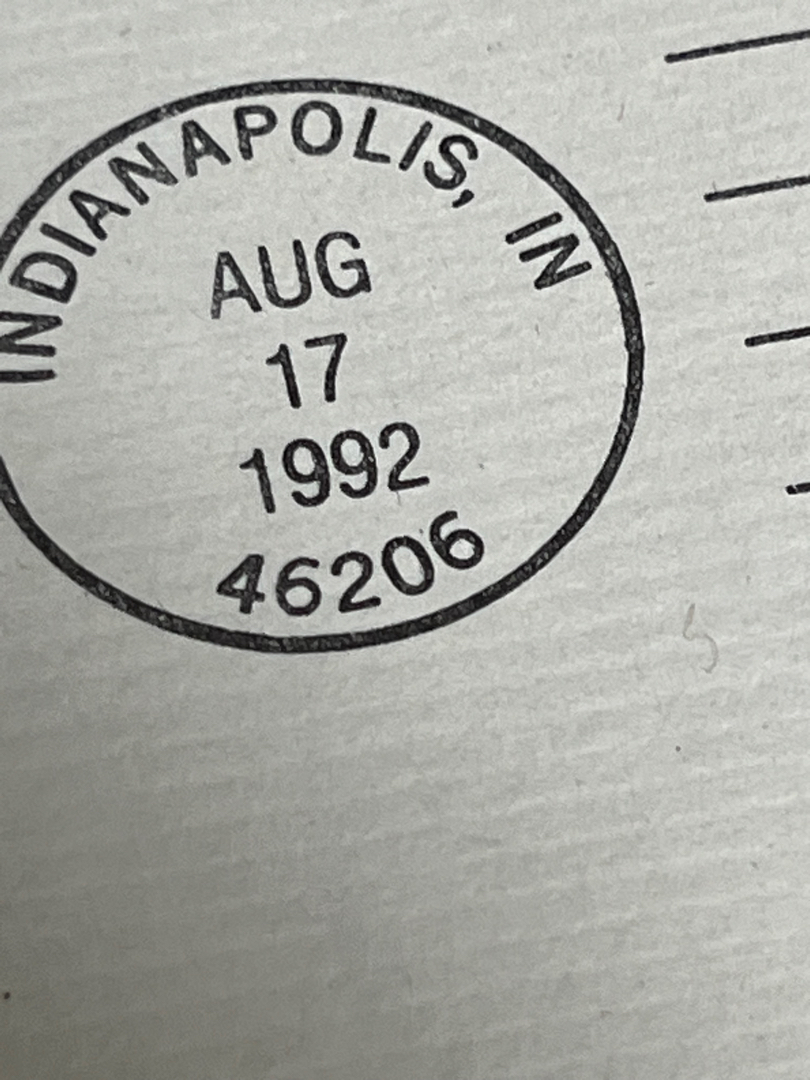 INDIANAPOLIS, IN
AUG
17
1992
46206